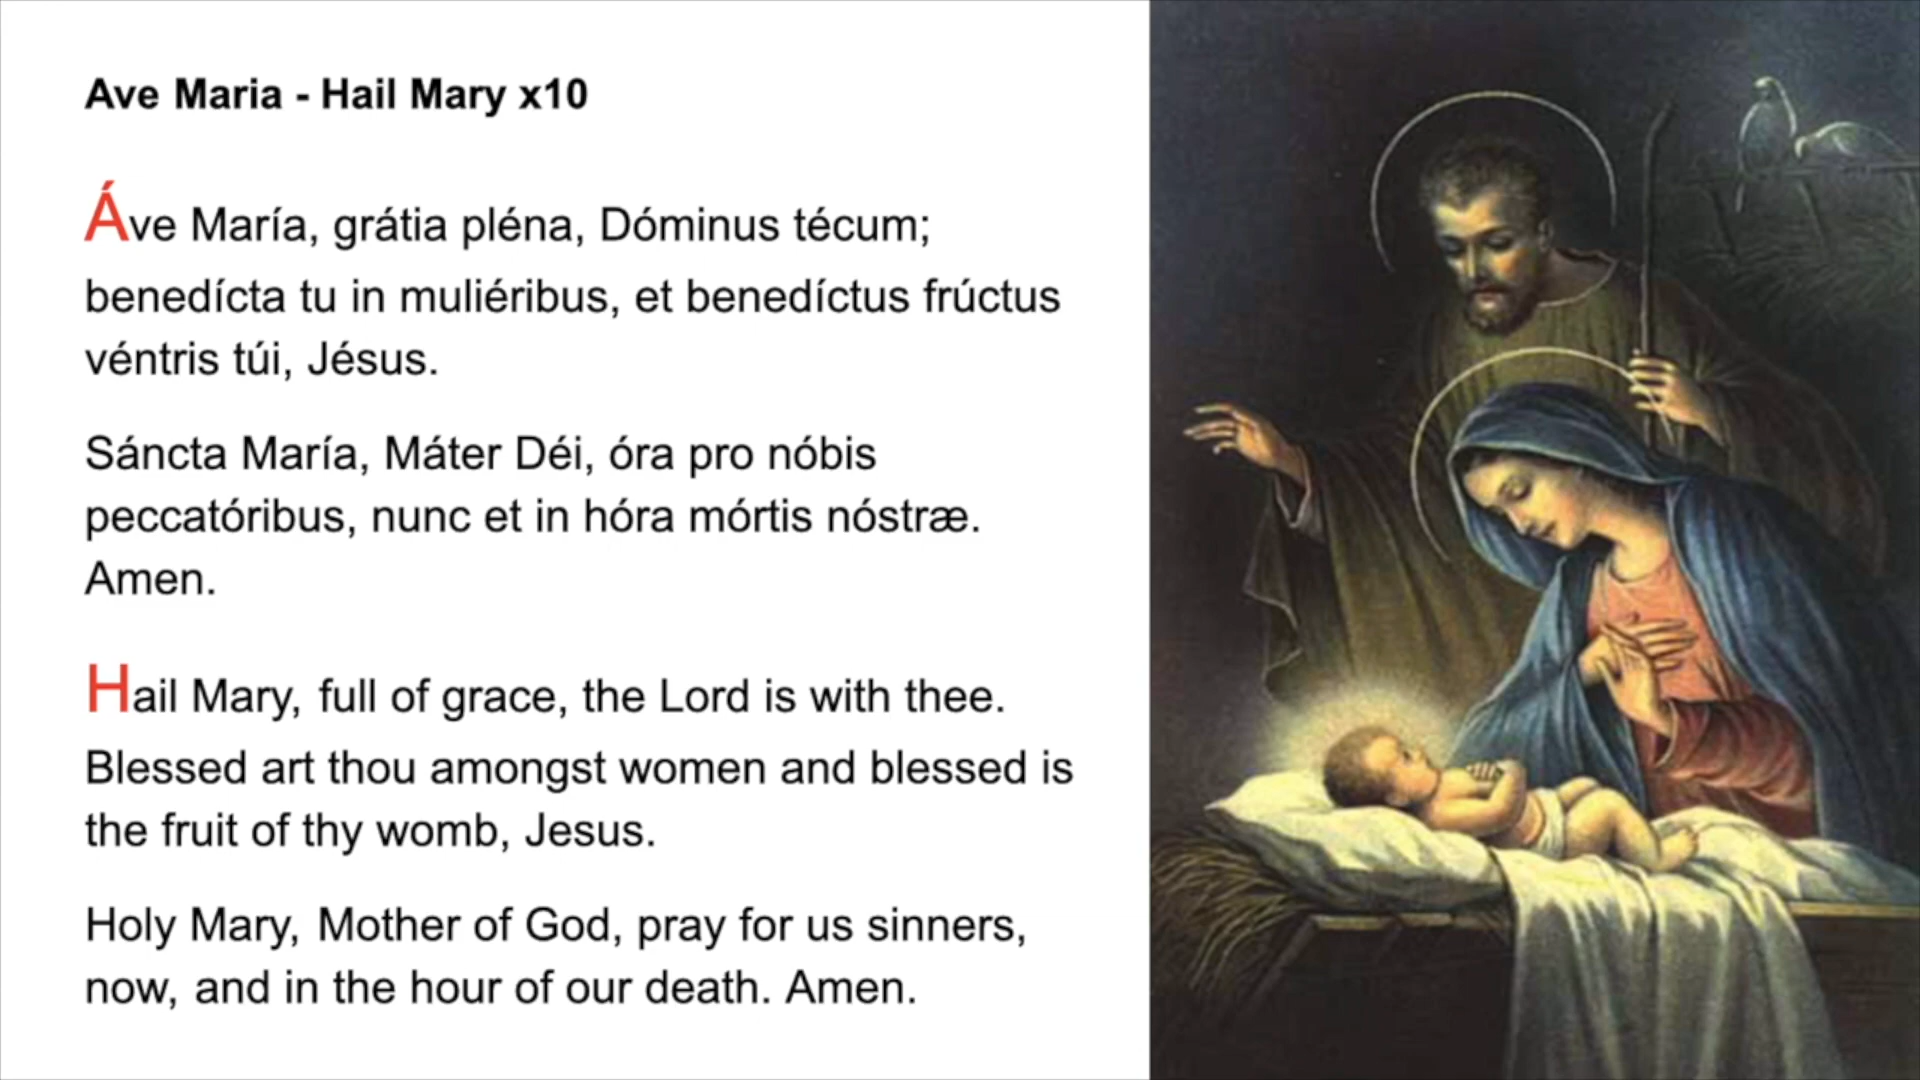 Ave Maria - Hail Mary x10
Áve María, grátia pléna, Dóminus técum;
benedícta tu in muliéribus, et benedíctus frúctus
véntris túi, Jésus.
Sáncta María, Máter Déi, óra pro nóbis
peccatóribus, nunc et in hóra mórtis nóstræ.
Amen.
Hail Mary, full of grace, the Lord is with thee.
Blessed art thou amongst women and blessed is
the fruit of thy womb, Jesus.
Holy Mary, Mother of God, pray for us sinners,
now, and in the hour of our death. Amen.